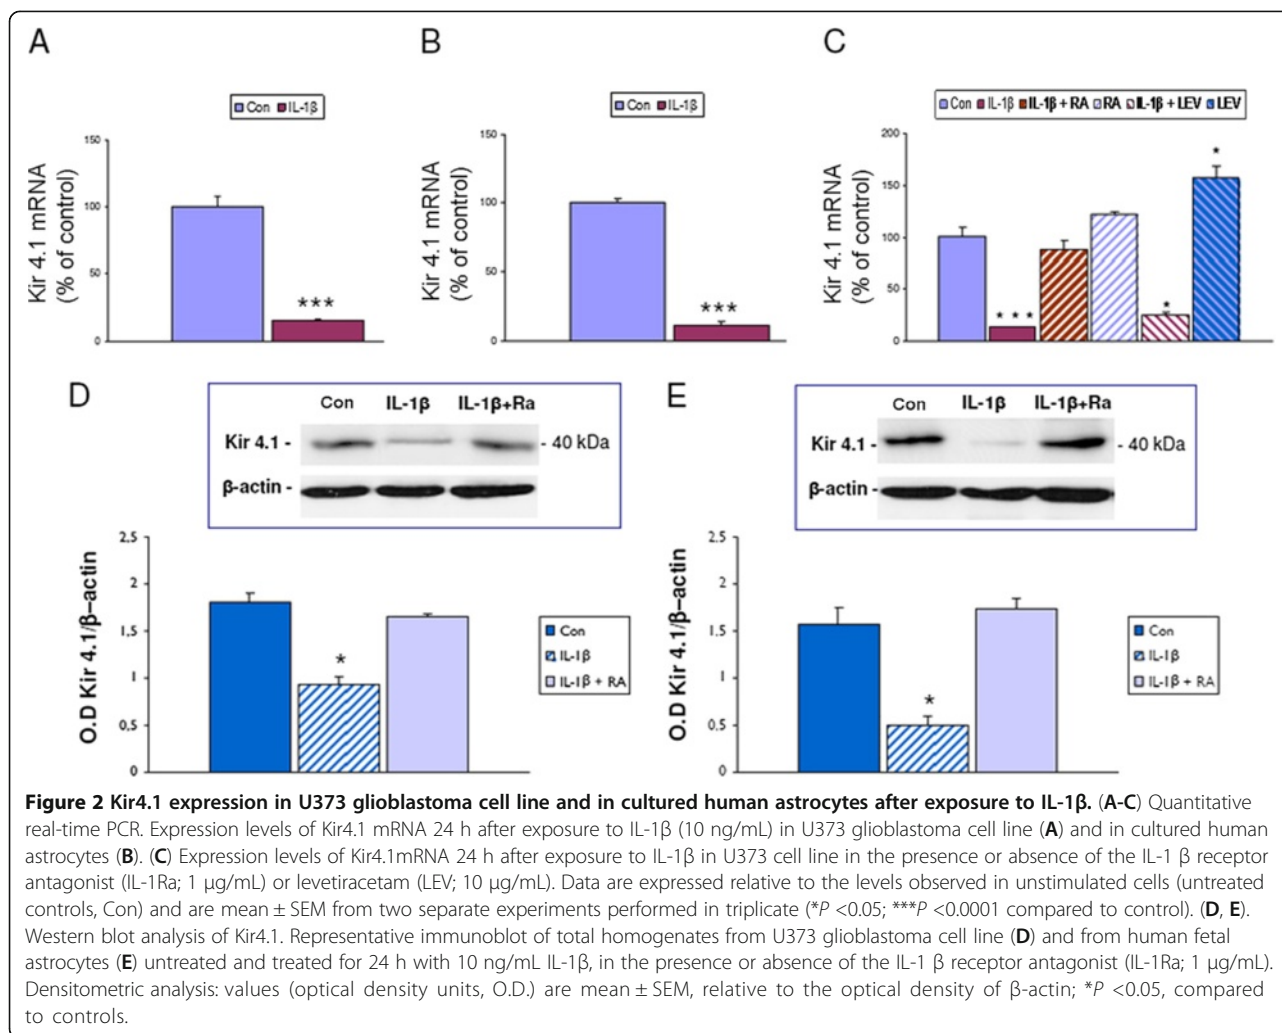 A
Con IL-1β
Kir 4.1 mRNA
(% of control)
150
100
50
0
***
B
Con IL-1β
Kir 4.1 mRNA
(% of control)
150
100
50
0
***
C
Con IL-1β IL-1β + RA RA IL-1β + LEV LEV
Kir 4.1 mRNA
(% of control)
200
150
100
50
0
* * *
*
*
D
Con IL-1β IL-1β+Ra
Kir 4.1 - - 40 kDa
β-actin -
O.D Kir 4.1/β–actin
2.5
2
1.5
1
0.5
0
*
Con
IL-1β
IL-1β + RA
E
Con IL-1β IL-1β+Ra
Kir 4.1 - - 40 kDa
β-actin -
O.D Kir 4.1/β–actin
2.5
2
1.5
1
0.5
0
*
Con
IL-1β
IL-1β + RA
Figure 2 Kir4.1 expression in U373 glioblastoma cell line and in cultured human astrocytes after exposure to IL-1β. (A-C) Quantitative
real-time PCR. Expression levels of Kir4.1 mRNA 24 h after exposure to IL-1β (10 ng/mL) in U373 glioblastoma cell line (A) and in cultured human
astrocytes (B). (C) Expression levels of Kir4.1mRNA 24 h after exposure to IL-1β in U373 cell line in the presence or absence of the IL-1 β receptor
antagonist (IL-1Ra; 1 μg/mL) or levetiracetam (LEV; 10 μg/mL). Data are expressed relative to the levels observed in unstimulated cells (untreated
controls, Con) and are mean ± SEM from two separate experiments performed in triplicate (*P <0.05; ***P <0.0001 compared to control). (D, E).
Western blot analysis of Kir4.1. Representative immunoblot of total homogenates from U373 glioblastoma cell line (D) and from human fetal
astrocytes (E) untreated and treated for 24 h with 10 ng/mL IL-1β, in the presence or absence of the IL-1 β receptor antagonist (IL-1Ra; 1 μg/mL).
Densitometric analysis: values (optical density units, O.D.) are mean ± SEM, relative to the optical density of β-actin; *P <0.05, compared
to controls.